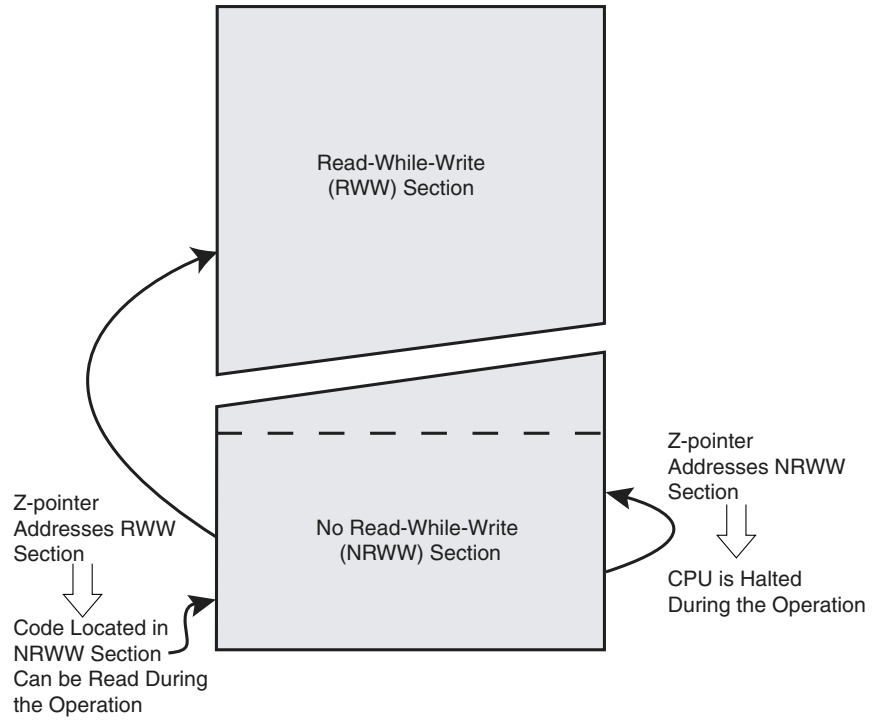 Read-While-Write
(RWW) Section
Z-pointer
Addresses NRWW
Section
Z-pointer
Addresses RWW
Section
No Read-While-Write
(NRWW) Section
CPU is Halted
During the Operation
Code Located in
NRWW Section
Can be Read During
the Operation